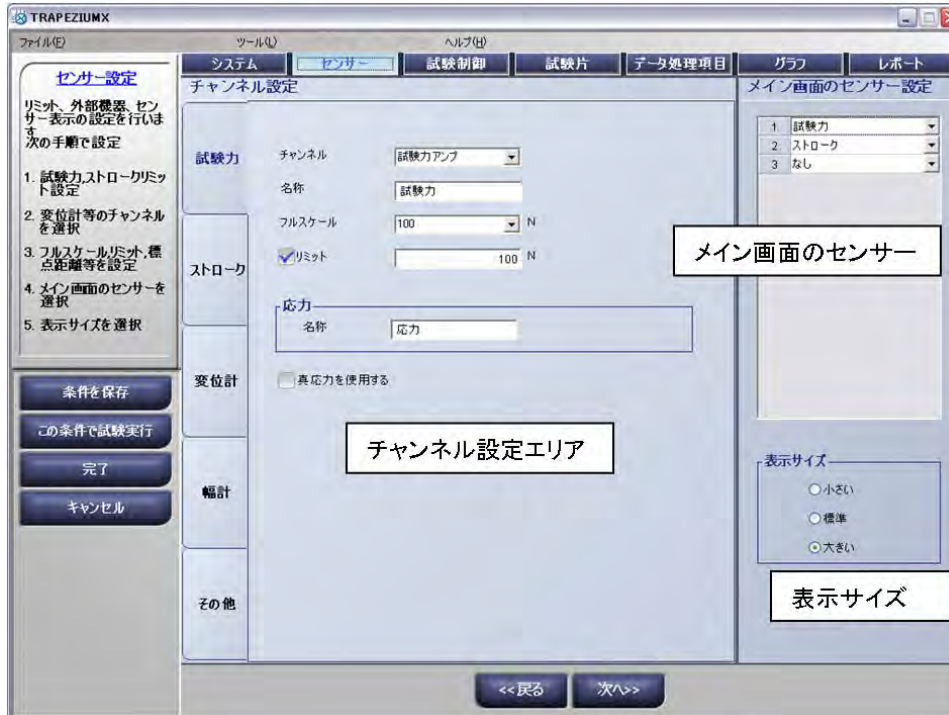 TRAPEZIUMX
ファイル(F) ツール(L) ヘルプ(H)
システム センサー 試験制御 試験片 データ処理項目 グラフ レポート
センサー設定
リミット、外部機器、セン
サー表示の設定を行いま
す
次の手順で設定
1. 試験力,ストロークリミッ
ト設定
2. 変位計等のチャンネル
を選択
3. フルスケール,リミット,標
点距離等を設定
4. メイン画面のセンサーを
選択
5. 表示サイズを選択
条件を保存
この条件で試験実行
完了
キャンセル
チャンネル設定
試験力
ストローク
変位計
幅計
その他
チャンネル 試験力アンプ
名称 試験力
フルスケール 100 N
リミット 100 N
応力
名称 応力
真応力を使用する
チャンネル設定エリア
メイン画面のセンサー設定
1 試験力
2 ストローク
3 なし
メイン画面のセンサー
表示サイズ
小さい
標準
大きい
表示サイズ
<<戻る 次へ>>